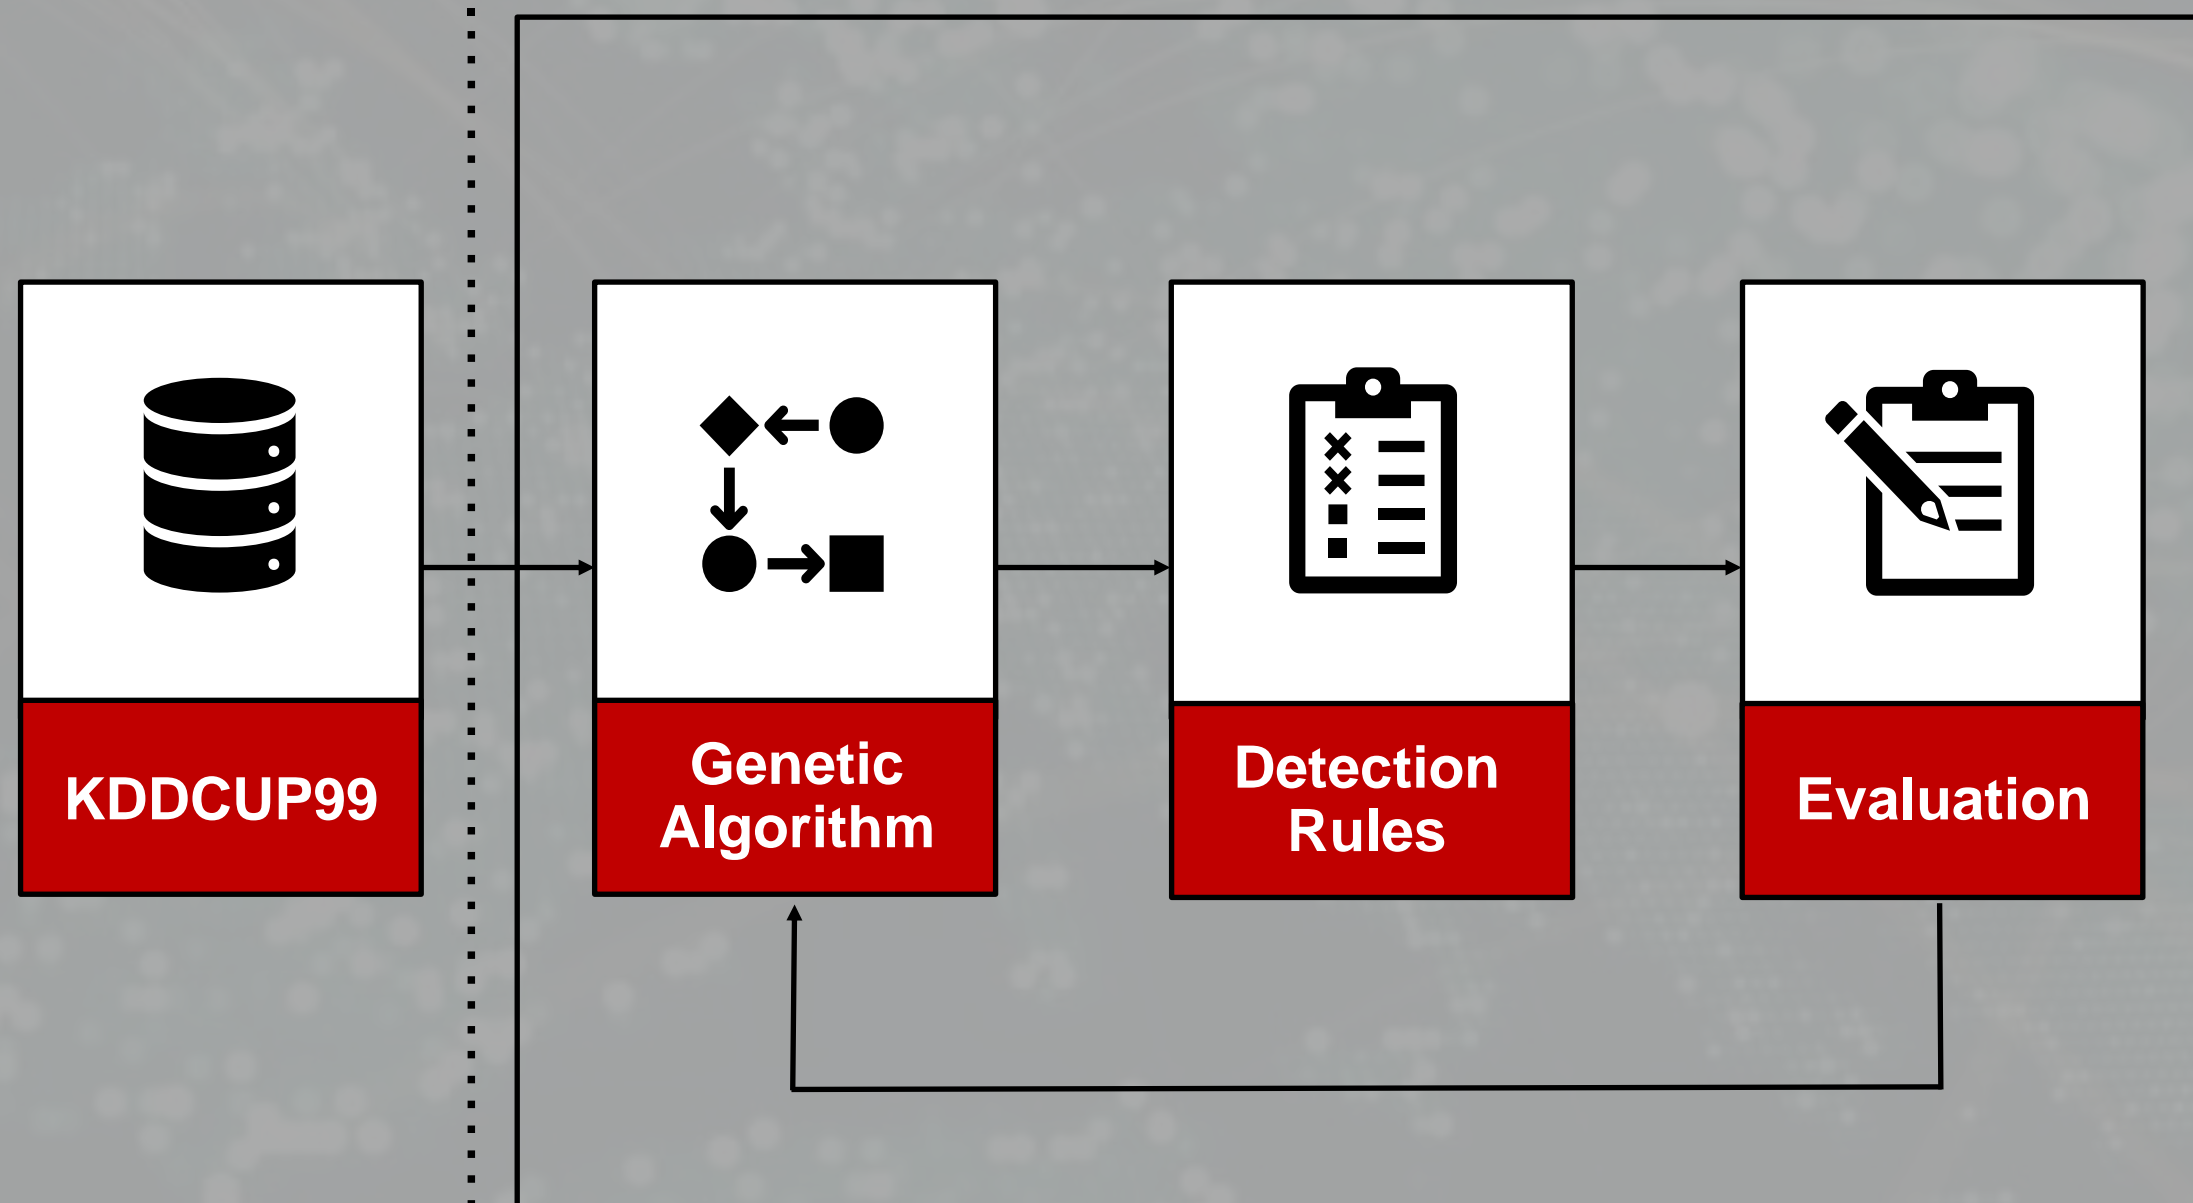 KDDCUP99
Genetic
Algorithm
Detection
Rules
Evaluation